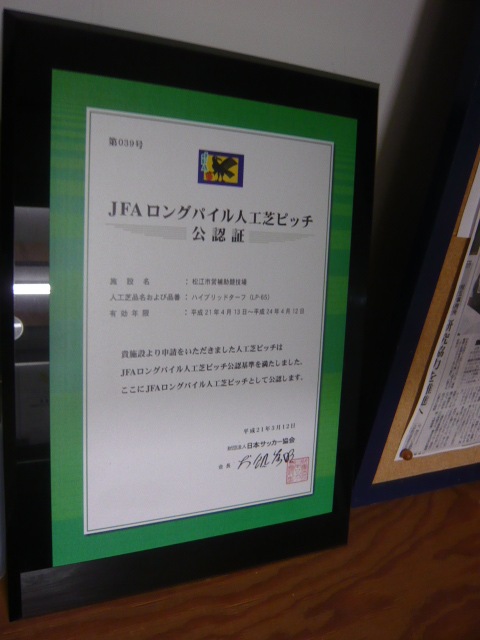 第039号
JFAロングパイル人工芝ピッチ
公認証
施設名：松江市営補助競技場
人工芝品名および品番：ハイブリッドターフ (LP-65)
有効年限：平成21年4月13日～平成24年4月12日
貴施設より申請をいただきました人工芝ピッチは
JFAロングパイル人工芝ピッチ公認基準を満たしました。
ここにJFAロングパイル人工芝ピッチとして公認します。
平成21年3月12日
財団法人日本サッカー協会
会長